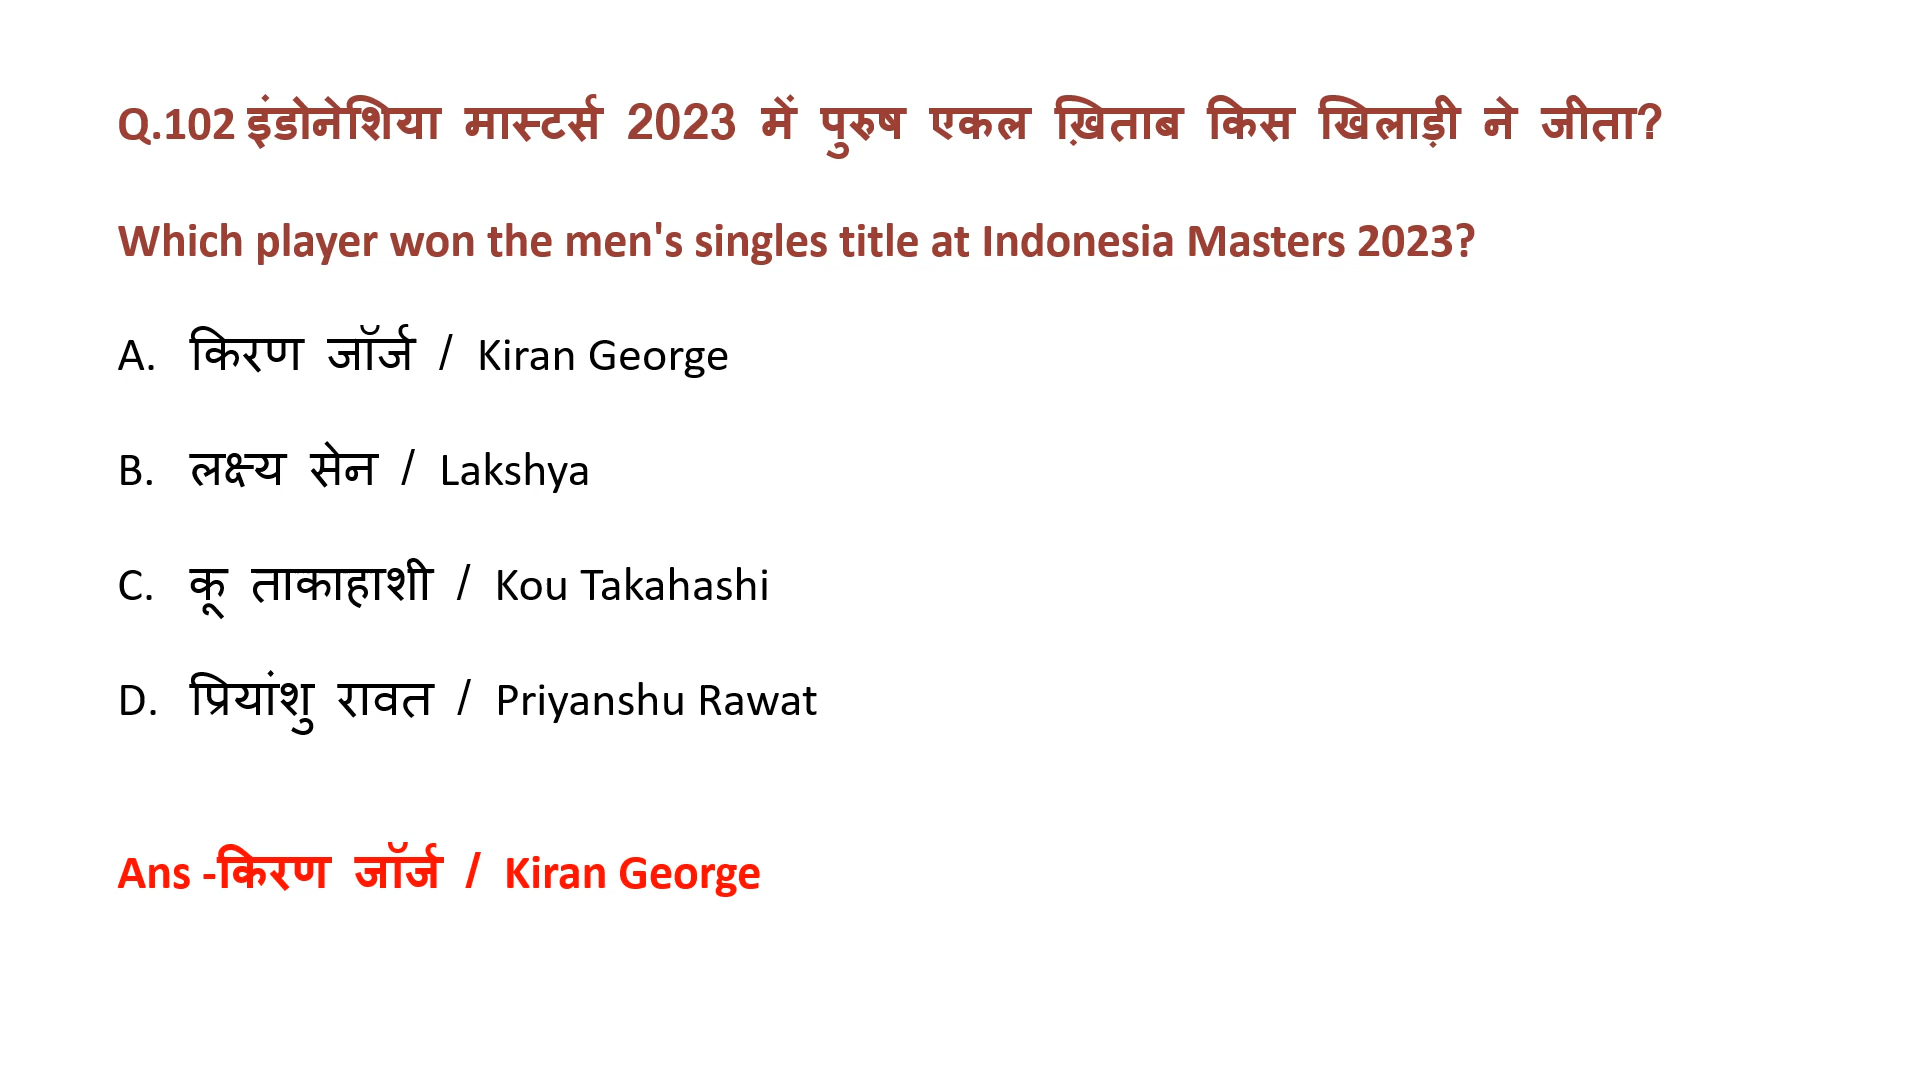 Q.102 इंडोनेशिया मास्टर्स 2023 में पुरुष एकल ख़िताब किस खिलाड़ी ने जीता?
Which player won the men's singles title at Indonesia Masters 2023?
A. किरण जॉर्ज / Kiran George
B. लक्ष्य सेन / Lakshya
C. कू ताकाहाशी / Kou Takahashi
D. प्रियांशु रावत / Priyanshu Rawat
Ans -किरण जॉर्ज / Kiran George